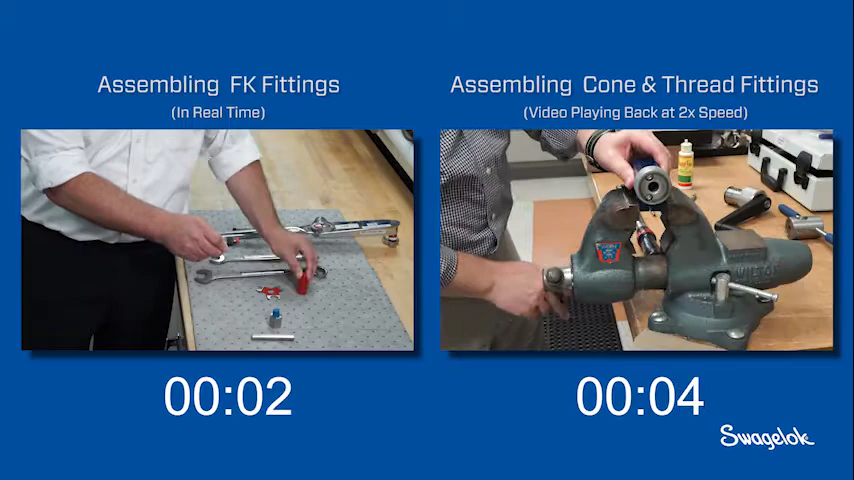 Assembling FK Fittings
(In Real Time)
Assembling Cone & Thread Fittings
(Video Playing Back at 2x Speed)
WILTON
00:02
00:04
Swagelok